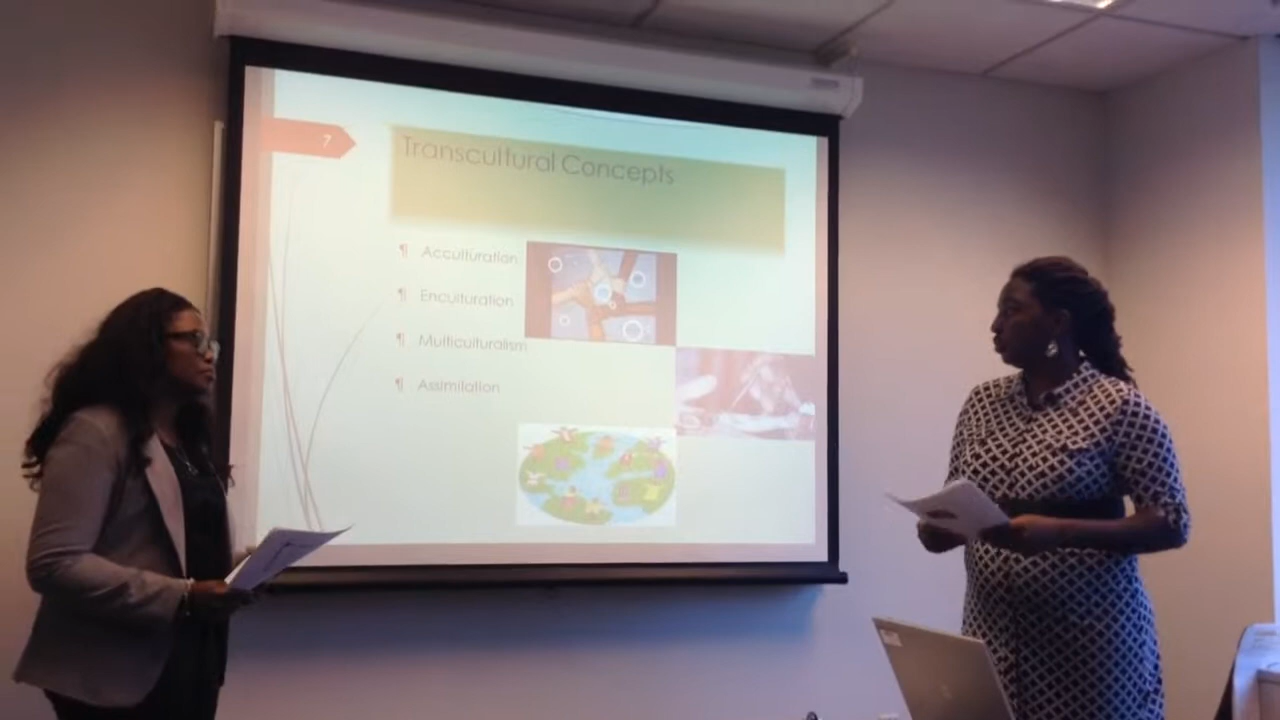 7
Transcultural Concepts
¶ Acculturation
¶ Enculturation
¶ Multiculturalism
¶ Assimilation